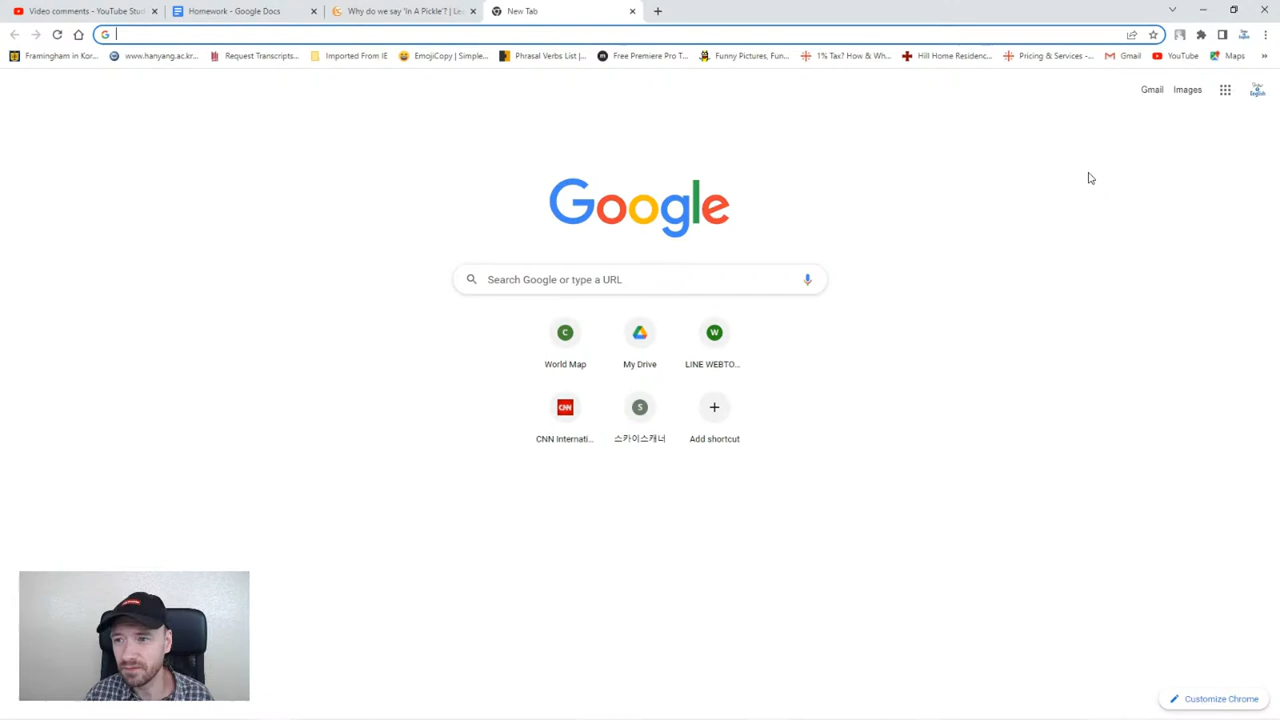 Video comments - YouTube Stud
Homework - Google Docs
Why do we say 'In A Pickle'? | Le
New Tab
Framingham in Kor...
www.hanyang.ac.kr...
Request Transcripts...
Imported From IE
EmojiCopy | Simple...
Phrasal Verbs List |...
Free Premiere Pro T...
Funny Pictures, Fun...
1% Tax? How & Wh...
Hill Home Residenc...
Pricing & Services -...
Gmail
YouTube
Maps
Gmail
Images
Google
Search Google or type a URL
C
W
World Map
My Drive
LINE WEBTO...
CNN
S
CNN Internati...
스카이스캐너
Add shortcut
Customize Chrome